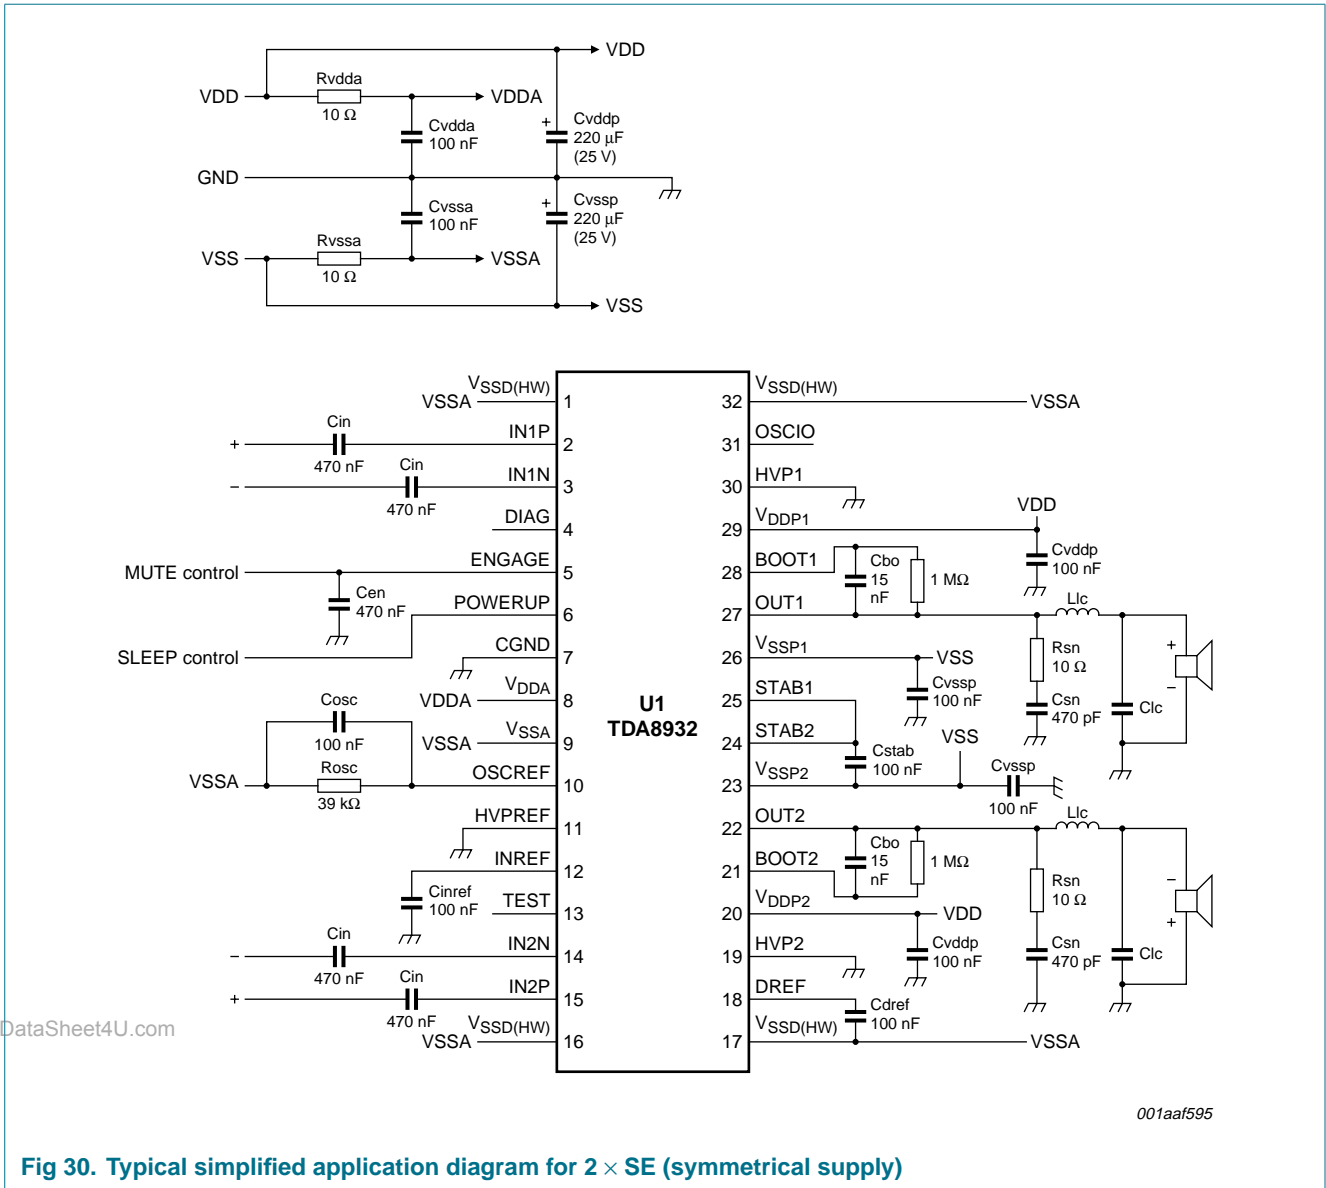 VDD
Rvdda
VDD
VDDA
10 Ω
Cvdda
100 nF
+
Cvddp
220 μF
(25 V)
GND
Cvssa
100 nF
+
Cvssp
220 μF
(25 V)
Rvssa
VSS
VSSA
10 Ω
VSS
VSSD(HW)
VSSA
1
Cin
+
IN1P
2
470 nF
Cin
−
IN1N
3
470 nF
DIAG
4
MUTE control
ENGAGE
5
Cen
470 nF
POWERUP
6
SLEEP control
CGND
7
VDDA
VDDA
8
Cosc
100 nF
VSSA
VSSA
9
VSSA
Rosc
39 kΩ
OSCREF
10
HVPREF
11
INREF
12
Cinref
100 nF
TEST
13
Cin
−
IN2N
14
470 nF
Cin
+
IN2P
15
470 nF
VSSD(HW)
VSSA
16
U1
TDA8932
VSSD(HW)
32
VSSA
31
OSCIO
30
HVP1
VDD
29
VDDP1
Cvddp
100 nF
28
BOOT1
Cbo
15
nF
1 MΩ
27
OUT1
Llc
Rsn
10 Ω
Csn
470 pF
Clc
+
−
26
VSSP1
VSS
Cvssp
100 nF
25
STAB1
24
STAB2
Cstab
100 nF
VSS
23
VSSP2
Cvssp
100 nF
22
OUT2
Llc
Cbo
15
nF
1 MΩ
21
BOOT2
Rsn
10 Ω
Csn
470 pF
Clc
−
+
20
VDDP2
VDD
Cvddp
100 nF
19
HVP2
18
DREF
Cdref
100 nF
17
VSSD(HW)
VSSA
DataSheet4U.com
001aaf595
Fig 30. Typical simplified application diagram for 2 × SE (symmetrical supply)